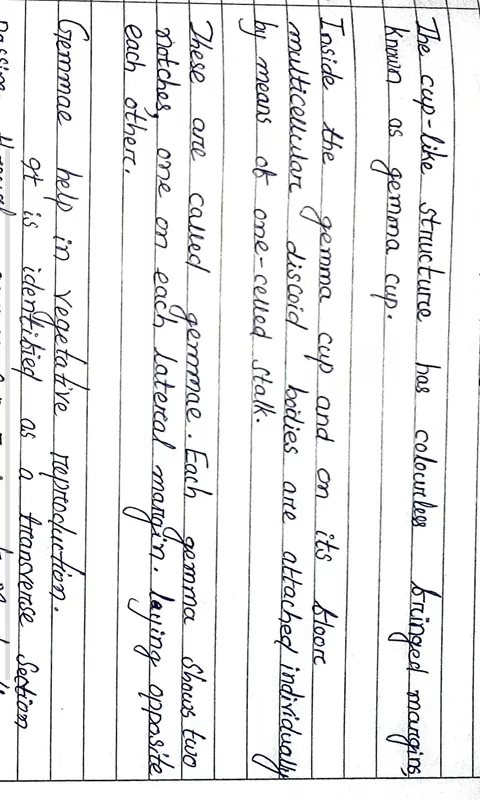 The cup-like structure has colourless fringed margins,
known as gemma cup.
Inside the gemma cup and on its floor
multicellular discoid bodies are attached individually
by means of one-celled stalk.
These are called gemmae. Each gemma shows two
notches, one on each lateral margin. laying opposite
each other.
Gemmae help in vegetative reproduction.
It is identified as a transverse section